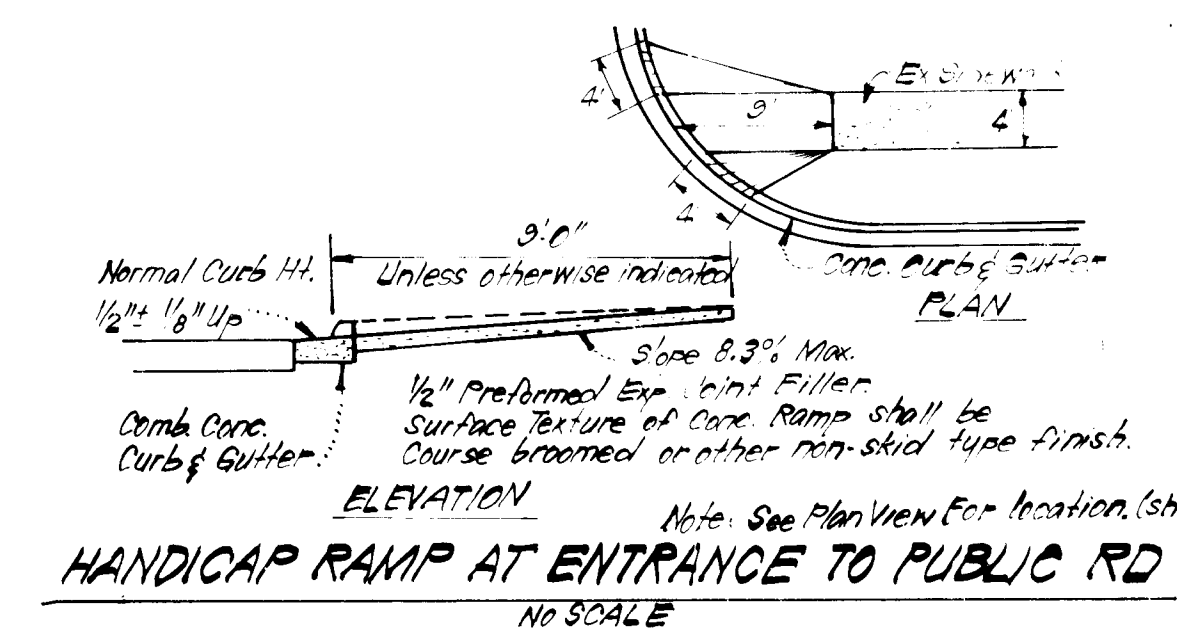 Ex
4'
9'
4'
4'
Conc. Curb & Gutter
PLAN
9'-0"
Unless otherwise indicated
Normal Curb Ht.
1/2" ± 1/8" Up
Slope 8.3% Max.
1/2" Preformed Exp. Joint Filler.
Surface Texture of Conc. Ramp shall be
Course broomed or other non-skid type finish.
Comb. Conc.
Curb & Gutter
ELEVATION
Note: See Plan View For location. (sh
HANDICAP RAMP AT ENTRANCE TO PUBLIC RD
NO SCALE